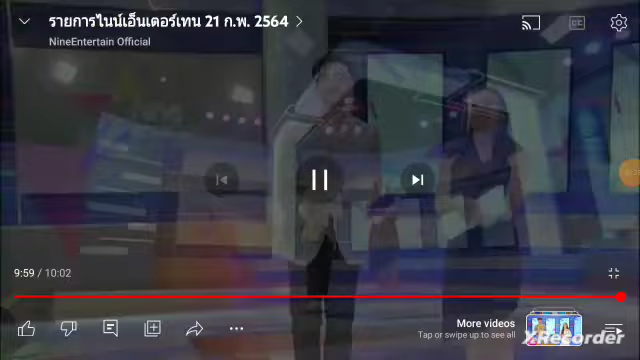 รายการไนน์เอ็นเตอร์เทน 21 ก.พ. 2564
NineEntertain Official
CC
9:59 / 10:02
More videos
Tap or swipe up to see all
XRecorder